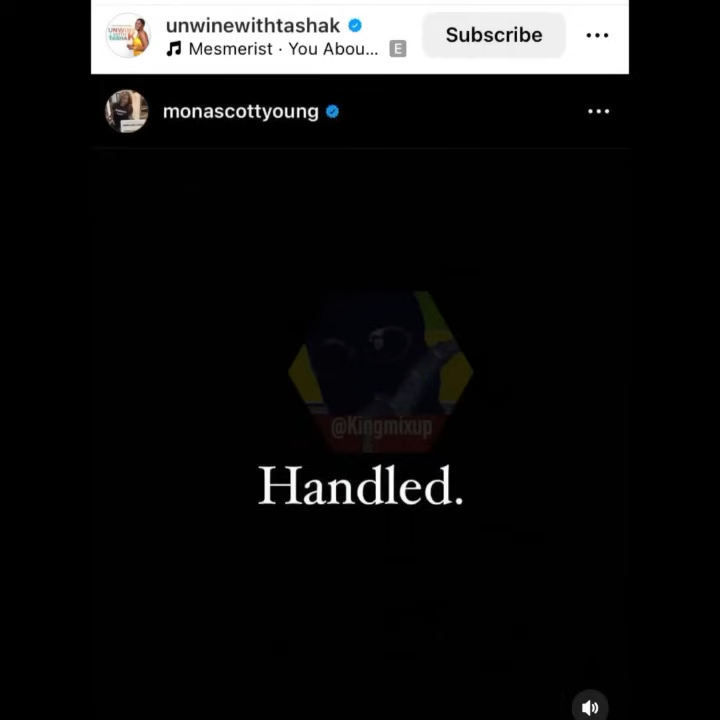 unwinewithtashak
Mesmerist · You Abou... E
Subscribe
monascottyoung
@Kingmixup
Handled.